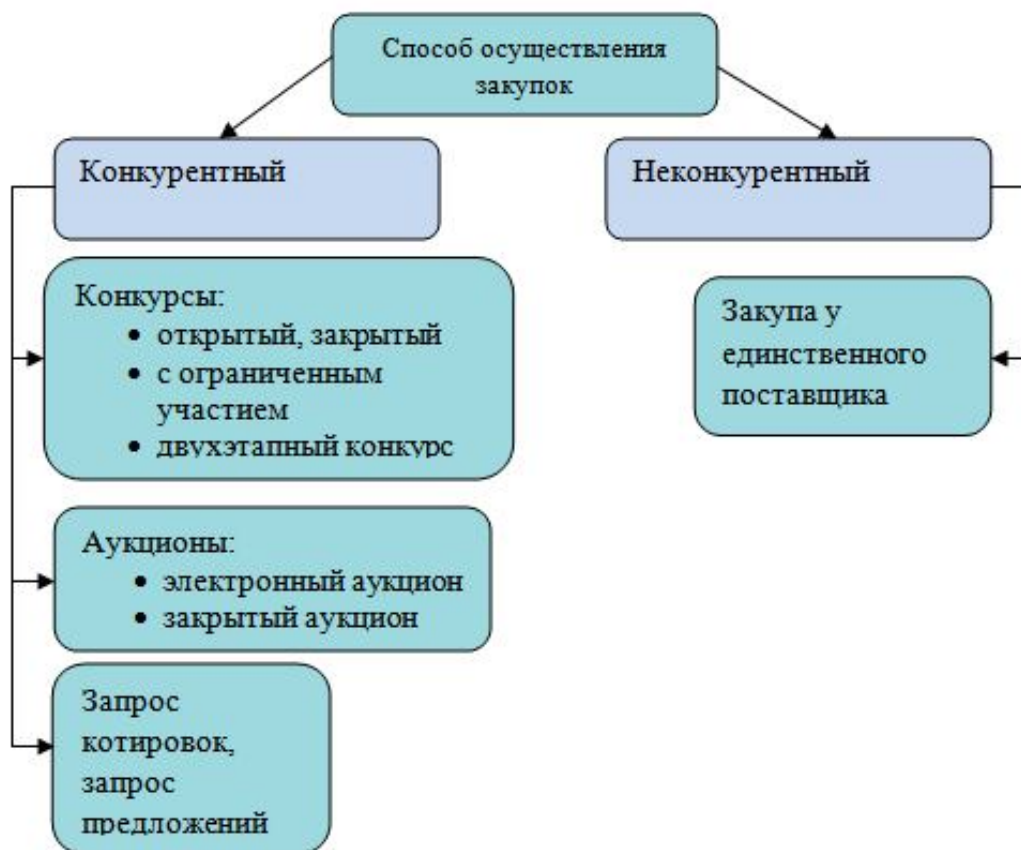 Способ осуществления
закупок
Конкурентный
Неконкурентный
Конкурсы:
• открытый, закрытый
• с ограниченным
участием
• двухэтапный конкурс
Закупа у
единственного
поставщика
Аукционы:
• электронный аукцион
• закрытый аукцион
Запрос
котировок,
запрос
предложений